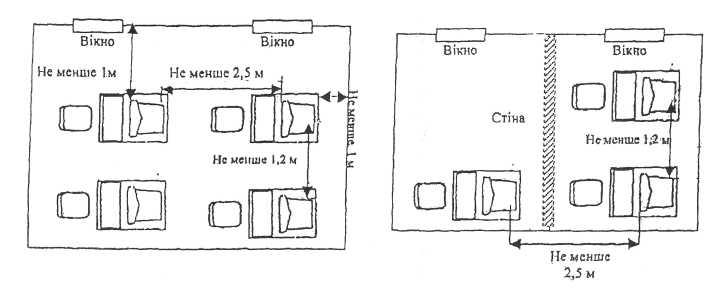 Вікно
Вікно
Не менше 1м
Не менше 2,5 м
Не менше 1 м
Не менше 1,2 м
Вікно
Вікно
Стіна
Не менше 1,2 м
Не менше
2,5 м